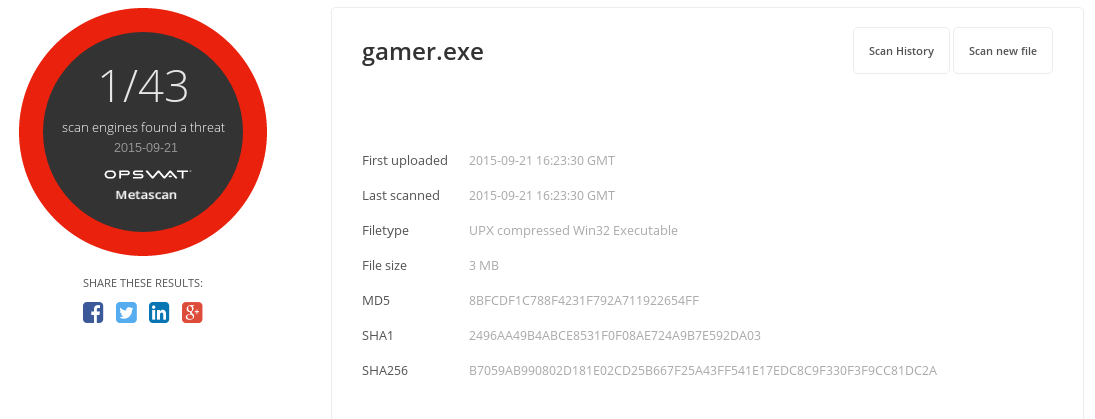 1/43
scan engines found a threat
2015-09-21
OPSWAT
Metascan
SHARE THESE RESULTS:
gamer.exe
Scan History
Scan new file
First uploaded 2015-09-21 16:23:30 GMT
Last scanned 2015-09-21 16:23:30 GMT
Filetype UPX compressed Win32 Executable
File size 3 MB
MD5 8BFCDF1C788F4231F792A711922654FF
SHA1 2496AA49B4ABCE8531F0F08AE724A9B7E592DA03
SHA256 B7059AB990802D181E02CD25B667F25A43FF541E17EDC8C9F330F3F9CC81DC2A